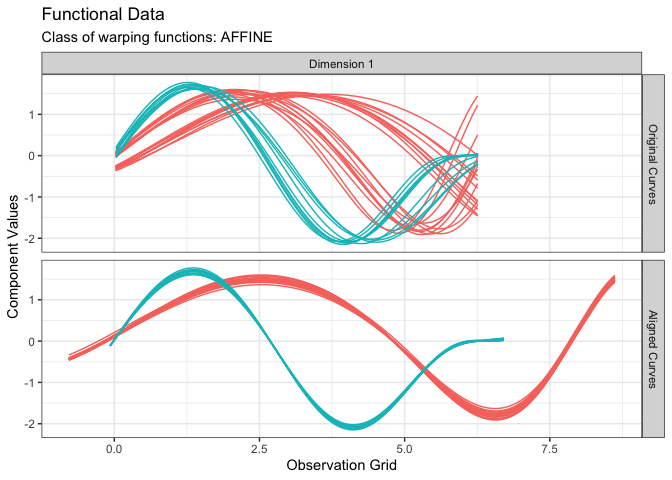 Functional Data
Class of warping functions: AFFINE
Dimension 1
1
0
-1
-2
Original Curves
1
0
-1
-2
Aligned Curves
Component Values
0.0
2.5
5.0
7.5
Observation Grid